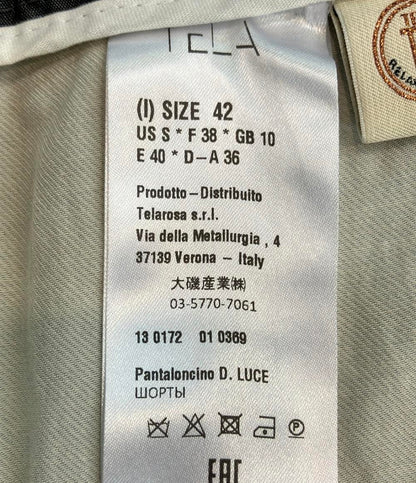 TELA
(I) SIZE 42
US S * F 38 * GB 10
E 40 * D-A 36
Prodotto-Distribuito
Telarosa s.r.l.
Via della Metallurgia , 4
37139 Verona - Italy
大磯産業㈱
03-5770-7061
13 0172 01 0369
Pantaloncino D. LUCE
ШОРТЫ
EAC